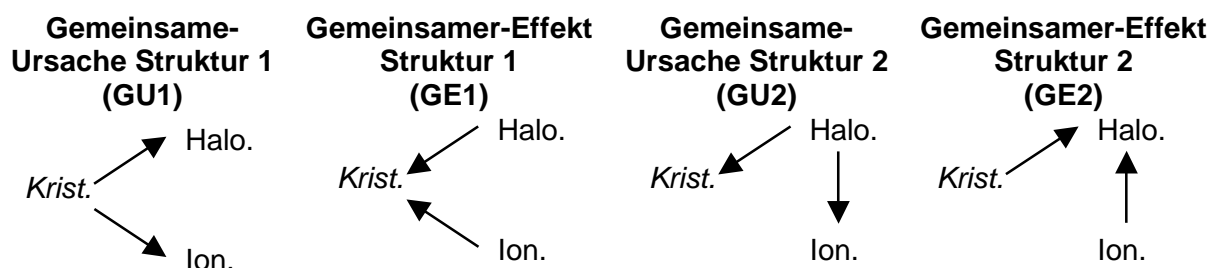 Gemeinsame-
Ursache Struktur 1
(GU1)
Krist.
Halo.
Ion.
Gemeinsamer-Effekt
Struktur 1
(GE1)
Krist.
Halo.
Ion.
Gemeinsame-
Ursache Struktur 2
(GU2)
Krist.
Halo.
Ion.
Gemeinsamer-Effekt
Struktur 2
(GE2)
Krist.
Halo.
Ion.